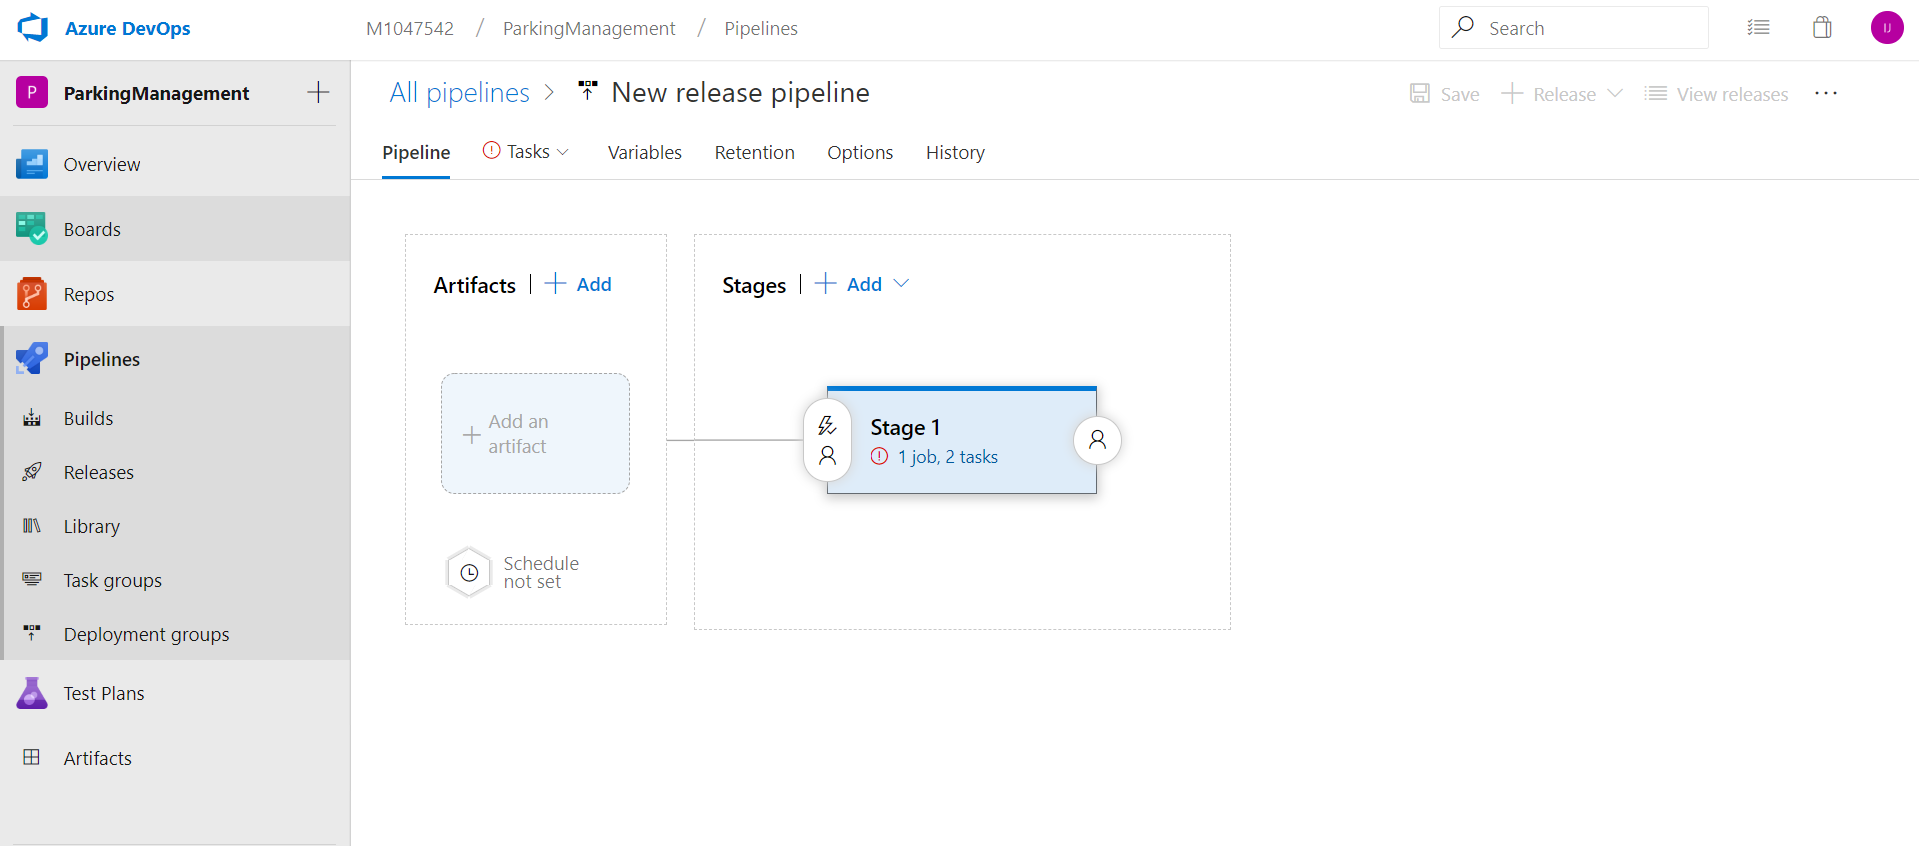 Azure DevOps
M1047542 / ParkingManagement / Pipelines
Search
IJ
P ParkingManagement
All pipelines > New release pipeline
Save
Release
View releases
Pipeline
Tasks
Variables
Retention
Options
History
Overview
Boards
Repos
Pipelines
Builds
Releases
Library
Task groups
Deployment groups
Test Plans
Artifacts
Artifacts | + Add
Add an
artifact
Schedule
not set
Stages | + Add
Stage 1
1 job, 2 tasks